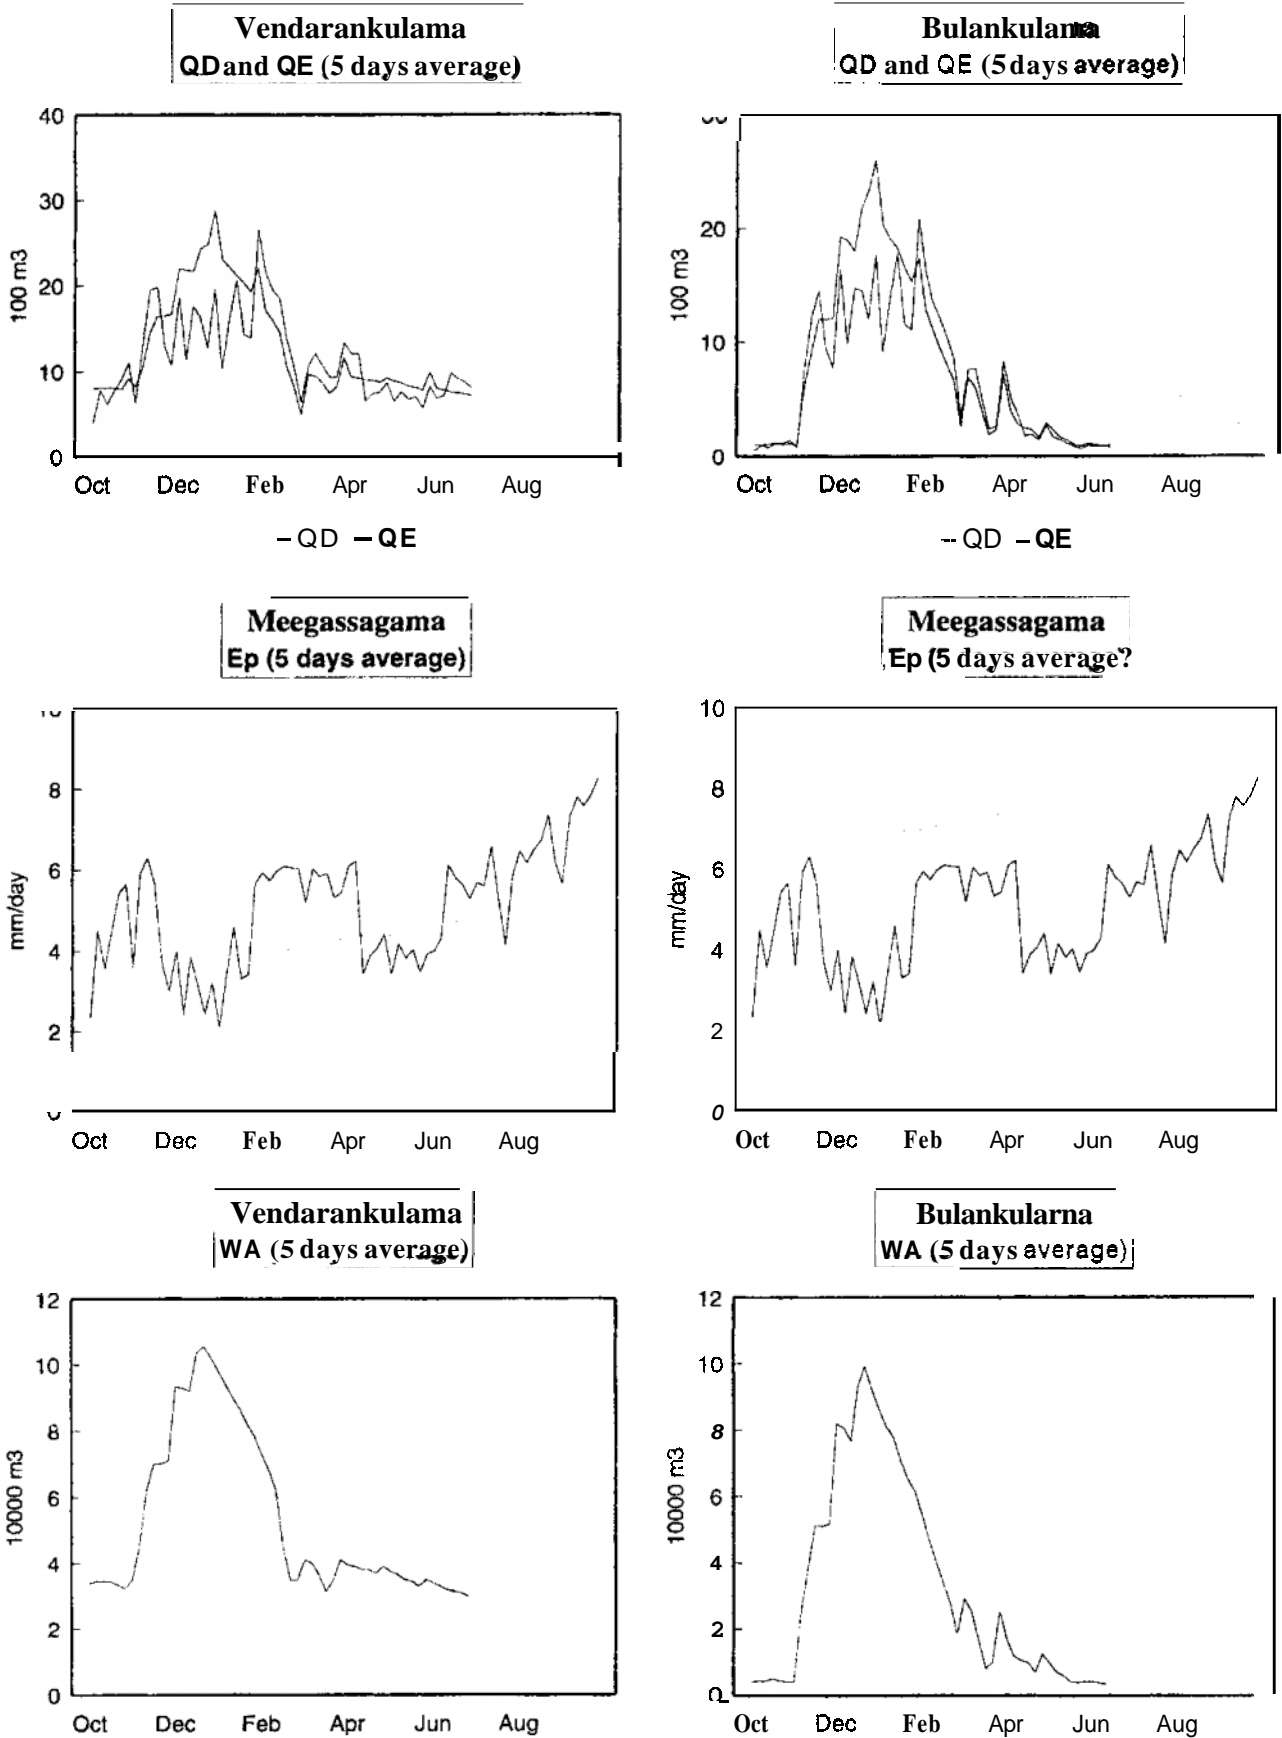 Vendarankulama
QD and QE (5 days average)
40
30
20
10
0
100 m3
Oct Dec Feb Apr Jun Aug
– QD – QE
Bulankulama
QD and QE (5 days average)
20
10
0
100 m3
Oct Dec Feb Apr Jun Aug
-- QD – QE
Meegassagama
Ep (5 days average)
8
6
4
2
mm/day
Oct Dec Feb Apr Jun Aug
Meegassagama
Ep (5 days average?
10
8
6
4
2
0
mm/day
Oct Dec Feb Apr Jun Aug
Vendarankulama
WA (5 days average)
12
10
8
6
4
2
0
10000 m3
Oct Dec Feb Apr Jun Aug
Bulankularna
WA (5 days average)
12
10
8
6
4
2
0
10000 m3
Oct Dec Feb Apr Jun Aug